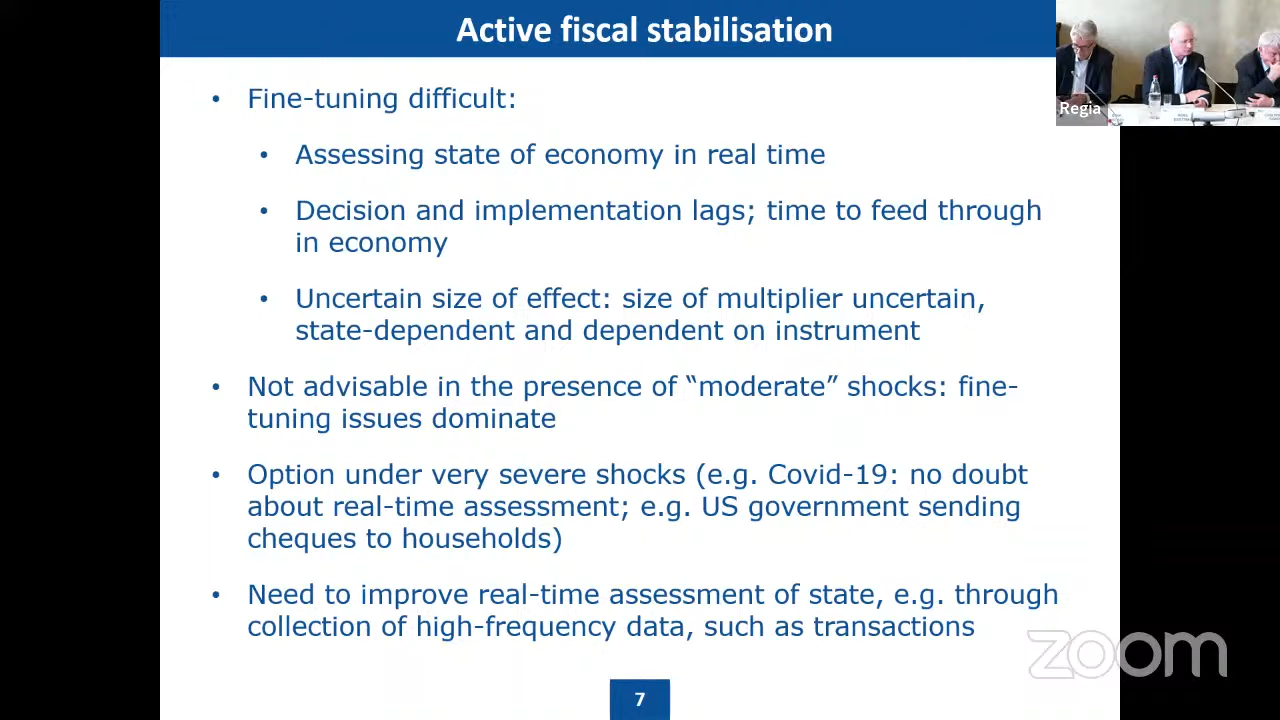 Active fiscal stabilisation
• Fine-tuning difficult:
• Assessing state of economy in real time
• Decision and implementation lags; time to feed through
in economy
• Uncertain size of effect: size of multiplier uncertain,
state-dependent and dependent on instrument
• Not advisable in the presence of “moderate” shocks: fine-
tuning issues dominate
• Option under very severe shocks (e.g. Covid-19: no doubt
about real-time assessment; e.g. US government sending
cheques to households)
• Need to improve real-time assessment of state, e.g. through
collection of high-frequency data, such as transactions
7
Regia
zoom